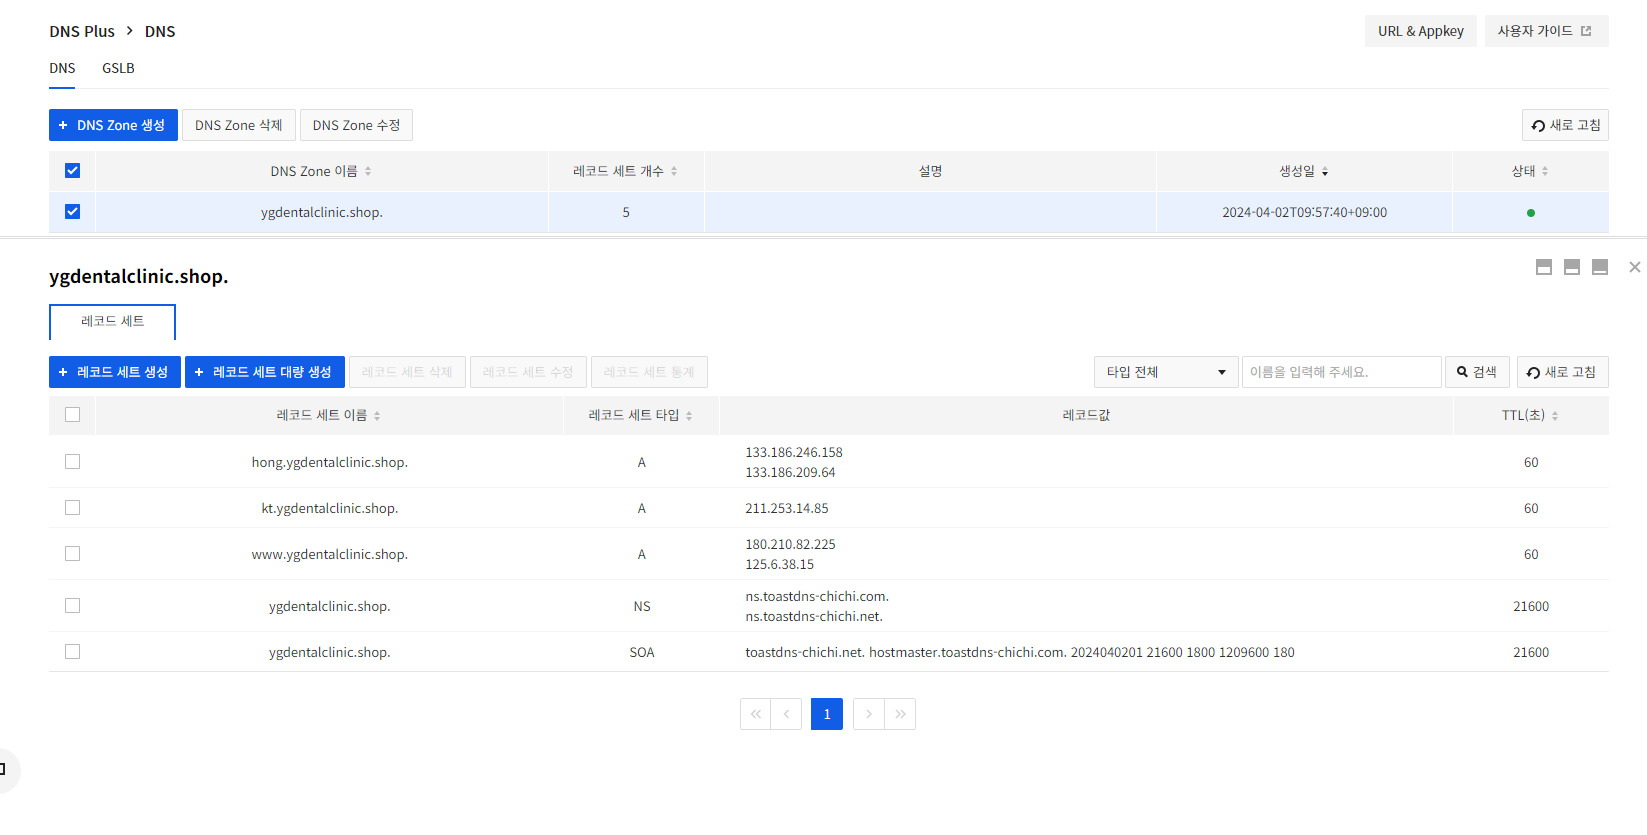 DNS Plus > DNS
URL & Appkey
사용자 가이드
DNS GSLB
+ DNS Zone 생성
DNS Zone 삭제
DNS Zone 수정
새로 고침
DNS Zone 이름
레코드 세트 개수
설명
생성일
상태
ygdentalclinic.shop.
5
2024-04-02T09:57:40+09:00
ygdentalclinic.shop.
레코드 세트
+ 레코드 세트 생성
+ 레코드 세트 대량 생성
레코드 세트 삭제
레코드 세트 수정
레코드 세트 통계
타입 전체
이름을 입력해 주세요.
검색
새로 고침
레코드 세트 이름
레코드 세트 타입
레코드값
TTL(초)
hong.ygdentalclinic.shop.
A
133.186.246.158
133.186.209.64
60
kt.ygdentalclinic.shop.
A
211.253.14.85
60
www.ygdentalclinic.shop.
A
180.210.82.225
125.6.38.15
60
ygdentalclinic.shop.
NS
ns.toastdns-chichi.com.
ns.toastdns-chichi.net.
21600
ygdentalclinic.shop.
SOA
toastdns-chichi.net. hostmaster.toastdns-chichi.com. 2024040201 21600 1800 1209600 180
21600
1